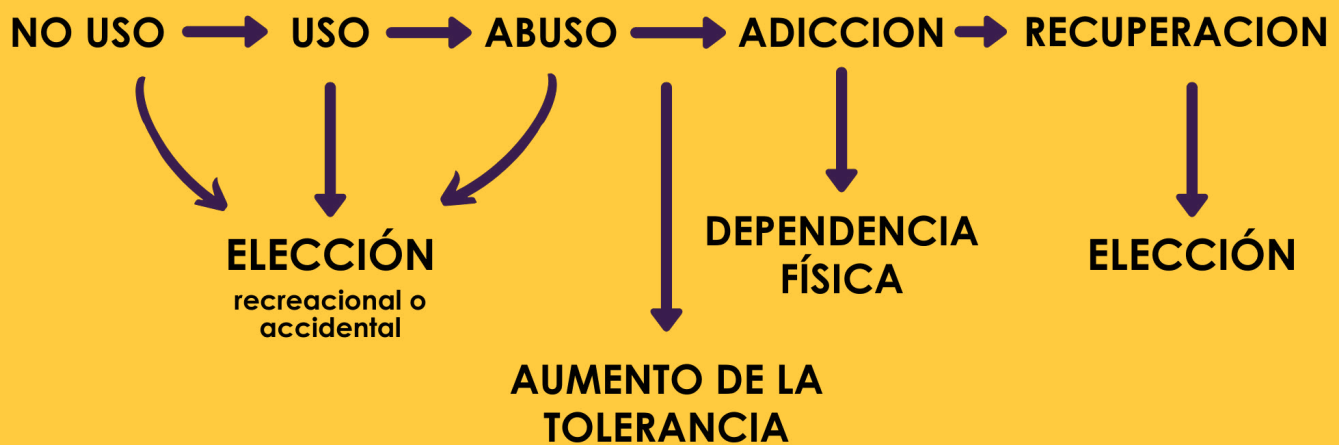 NO USO USO ABUSO ADICCION RECUPERACION
ELECCIÓN
recreacional o
accidental
DEPENDENCIA
FÍSICA
ELECCIÓN
AUMENTO DE LA
TOLERANCIA